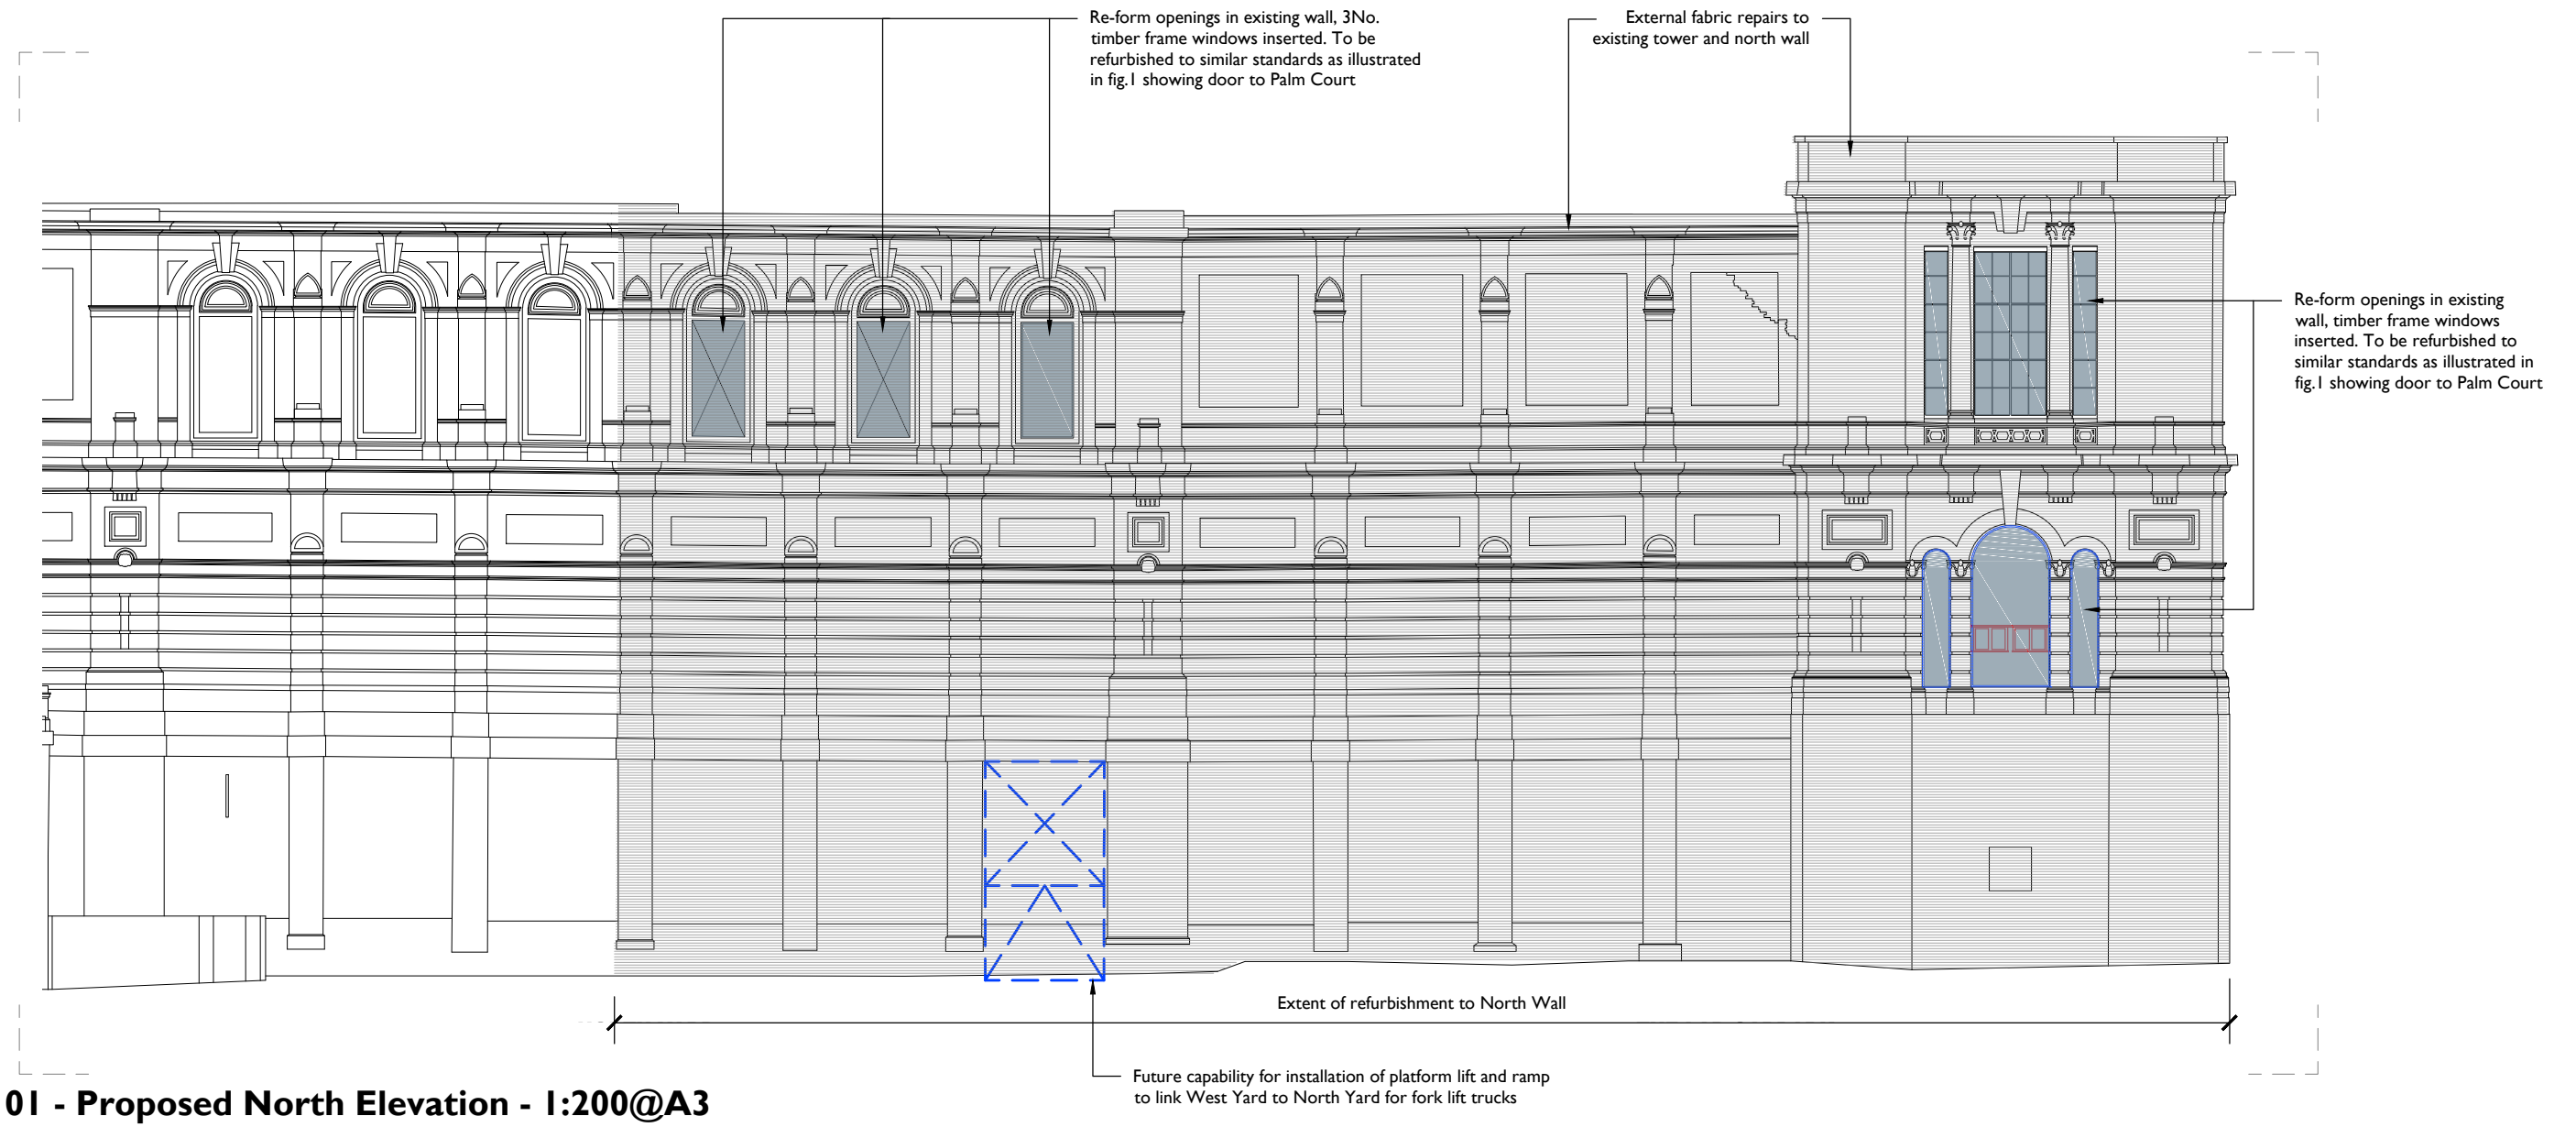 Re-form openings in existing wall, 3No.
timber frame windows inserted. To be
refurbished to similar standards as illustrated
in fig.1 showing door to Palm Court
External fabric repairs to
existing tower and north wall
Re-form openings in existing
wall, timber frame windows
inserted. To be refurbished to
similar standards as illustrated in
fig.1 showing door to Palm Court
Extent of refurbishment to North Wall
Future capability for installation of platform lift and ramp
to link West Yard to North Yard for fork lift trucks
01 - Proposed North Elevation - 1:200@A3